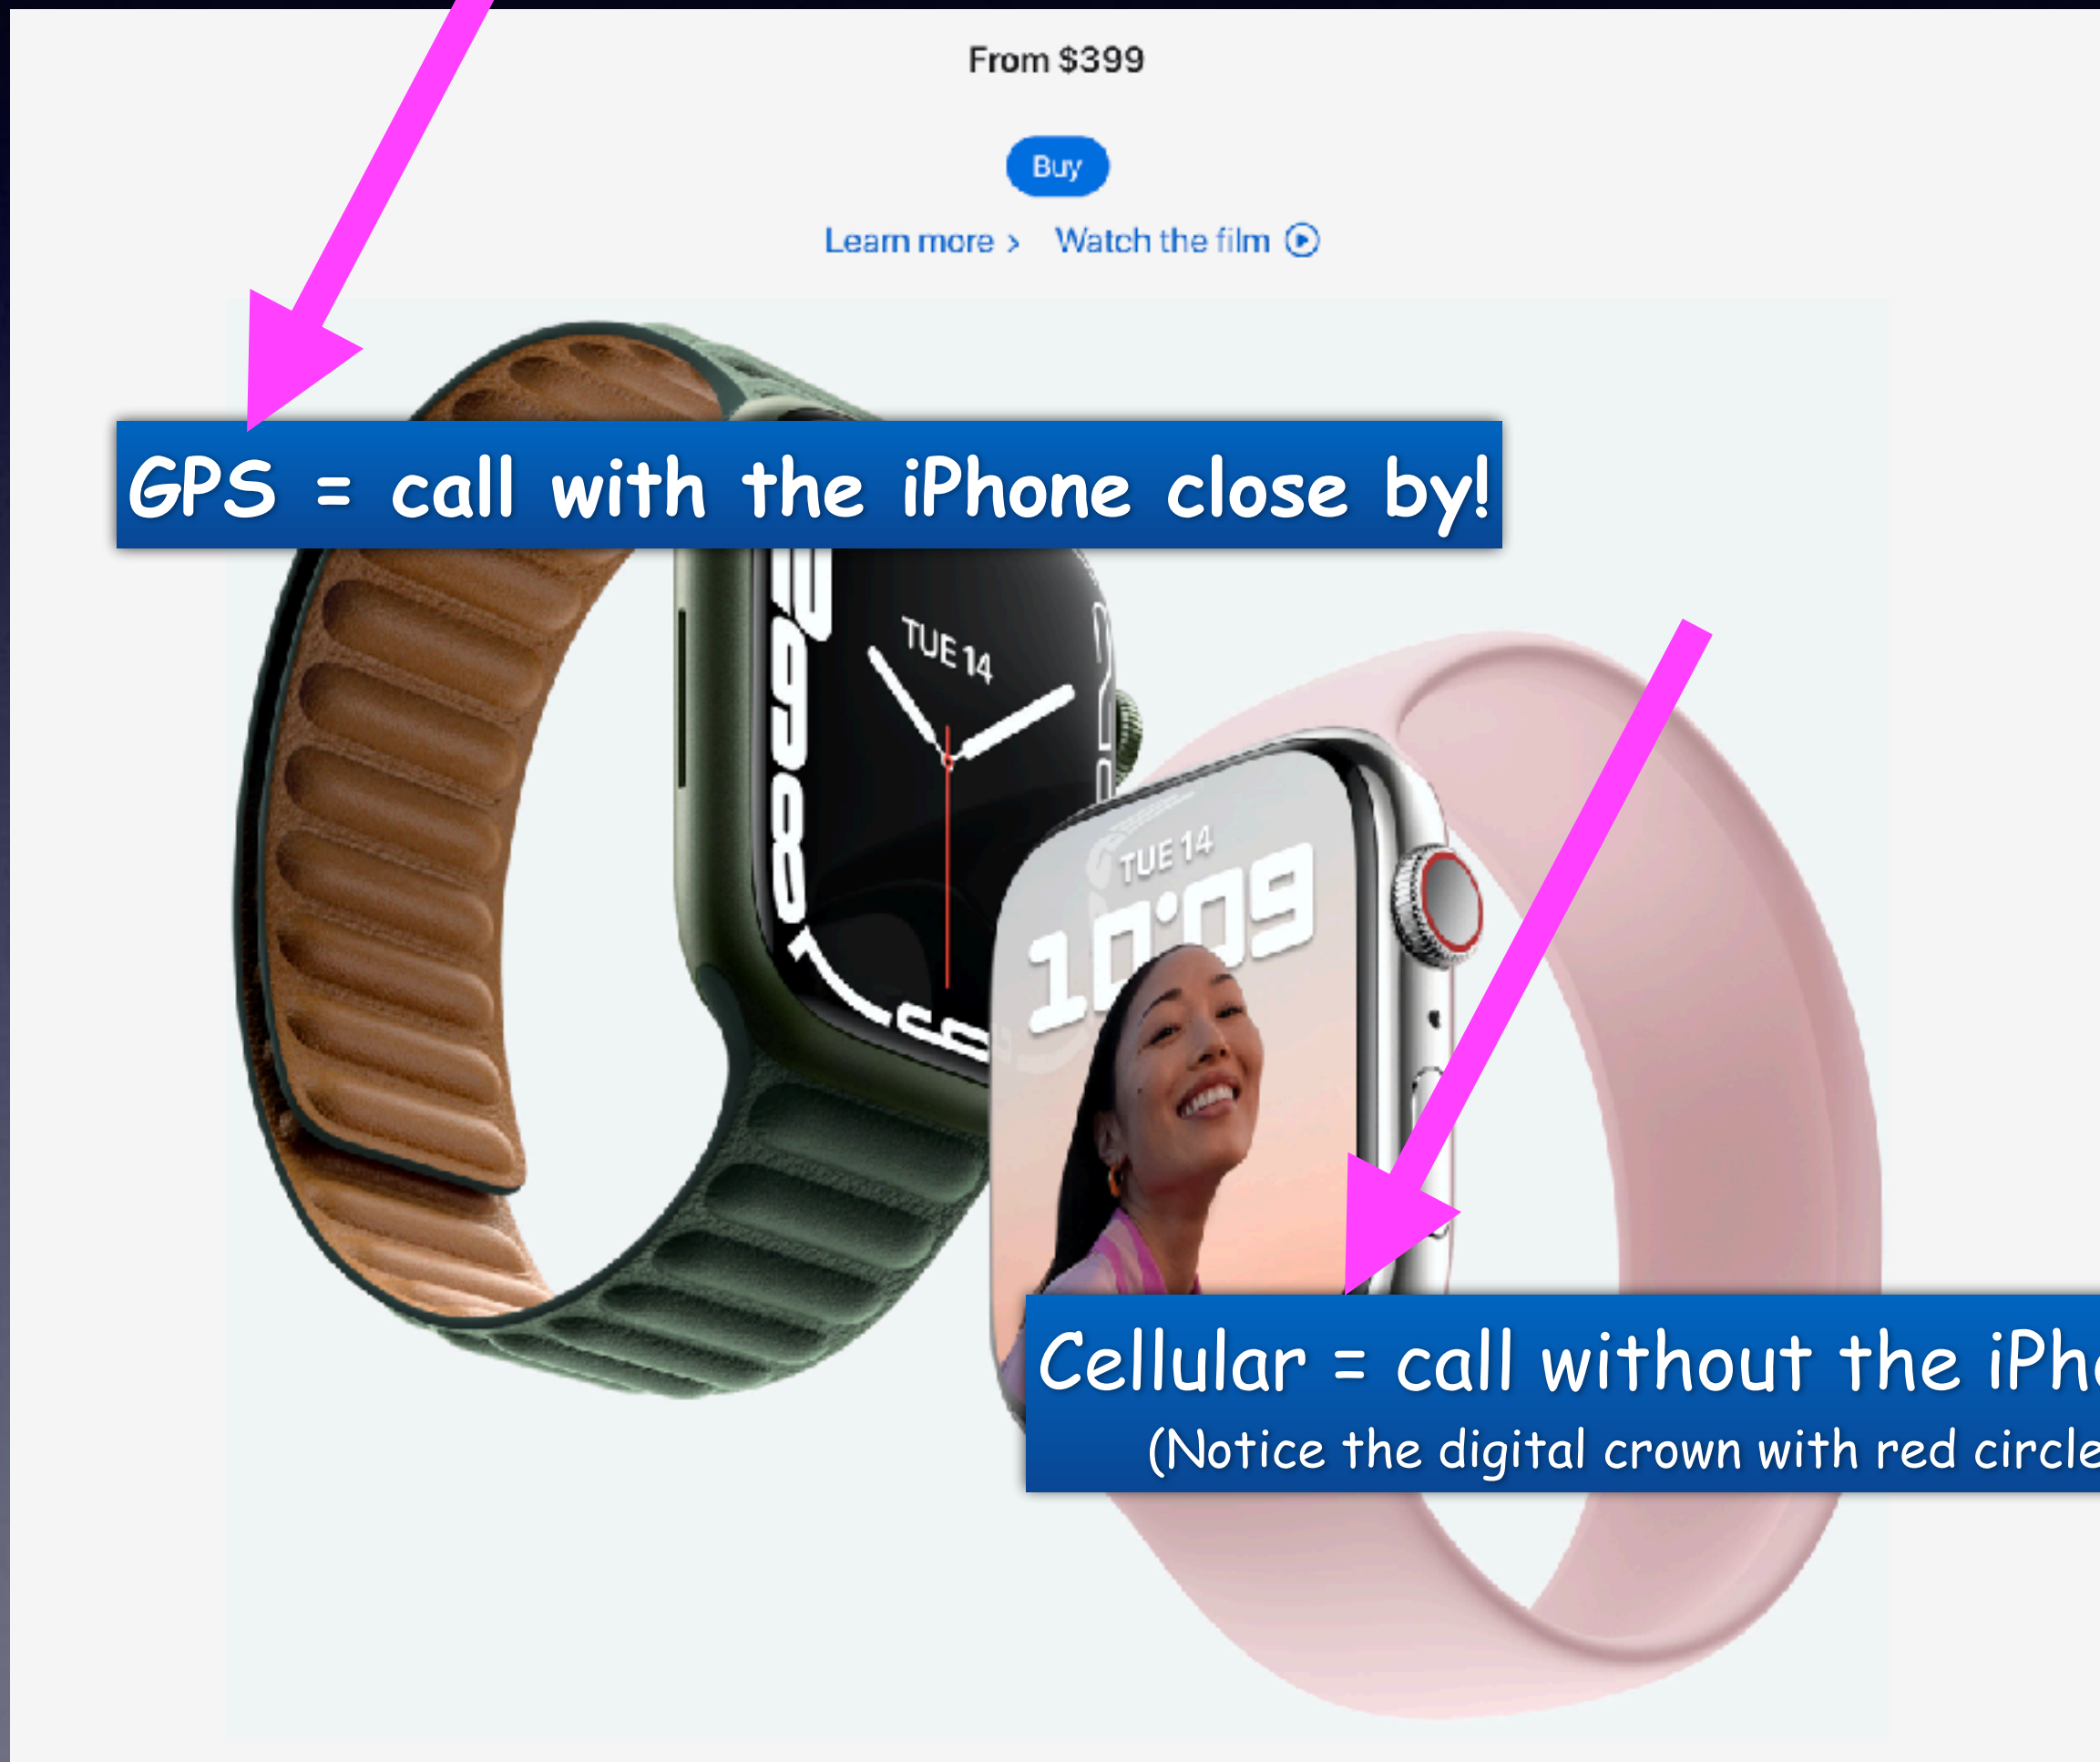 From $399
Buy
Learn more > Watch the film
GPS = call with the iPhone close by!
TUE 14
TUE 14
10:09
Cellular = call without the
(Notice the digital crown with red circle